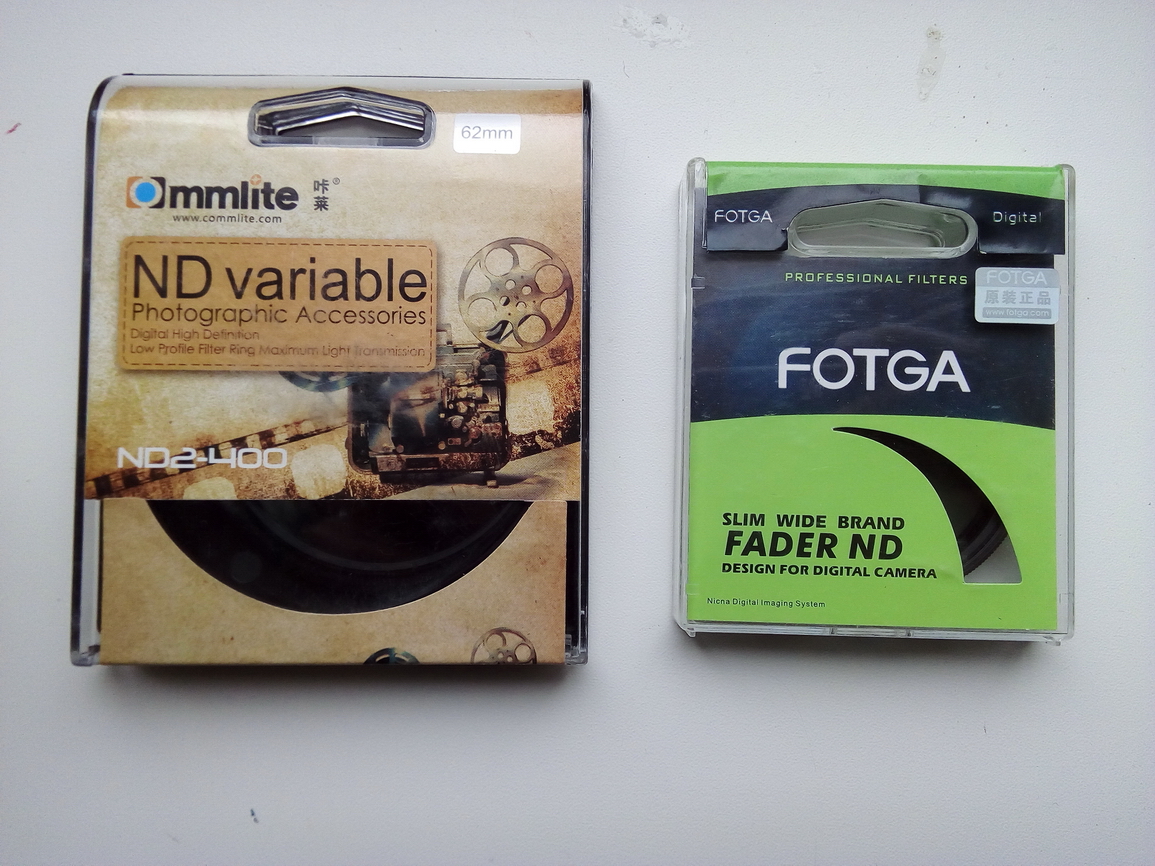 62mm
Commlite 咔莱®
www.commlite.com
ND variable
Photographic Accessories
Digital High Definition
Low Profile Filter Ring Maximum Light Transmission
ND2-400
FOTGA
Digital
PROFESSIONAL FILTERS
FOTGA
原装正品
www.fotga.com
FOTGA
SLIM WIDE BRAND
FADER ND
DESIGN FOR DIGITAL CAMERA
Nicna Digital Imaging System